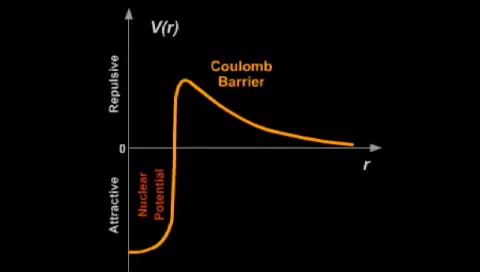 V(r)
Coulomb
Barrier
Repulsive
0
r
Attractive
Nuclear
Potential